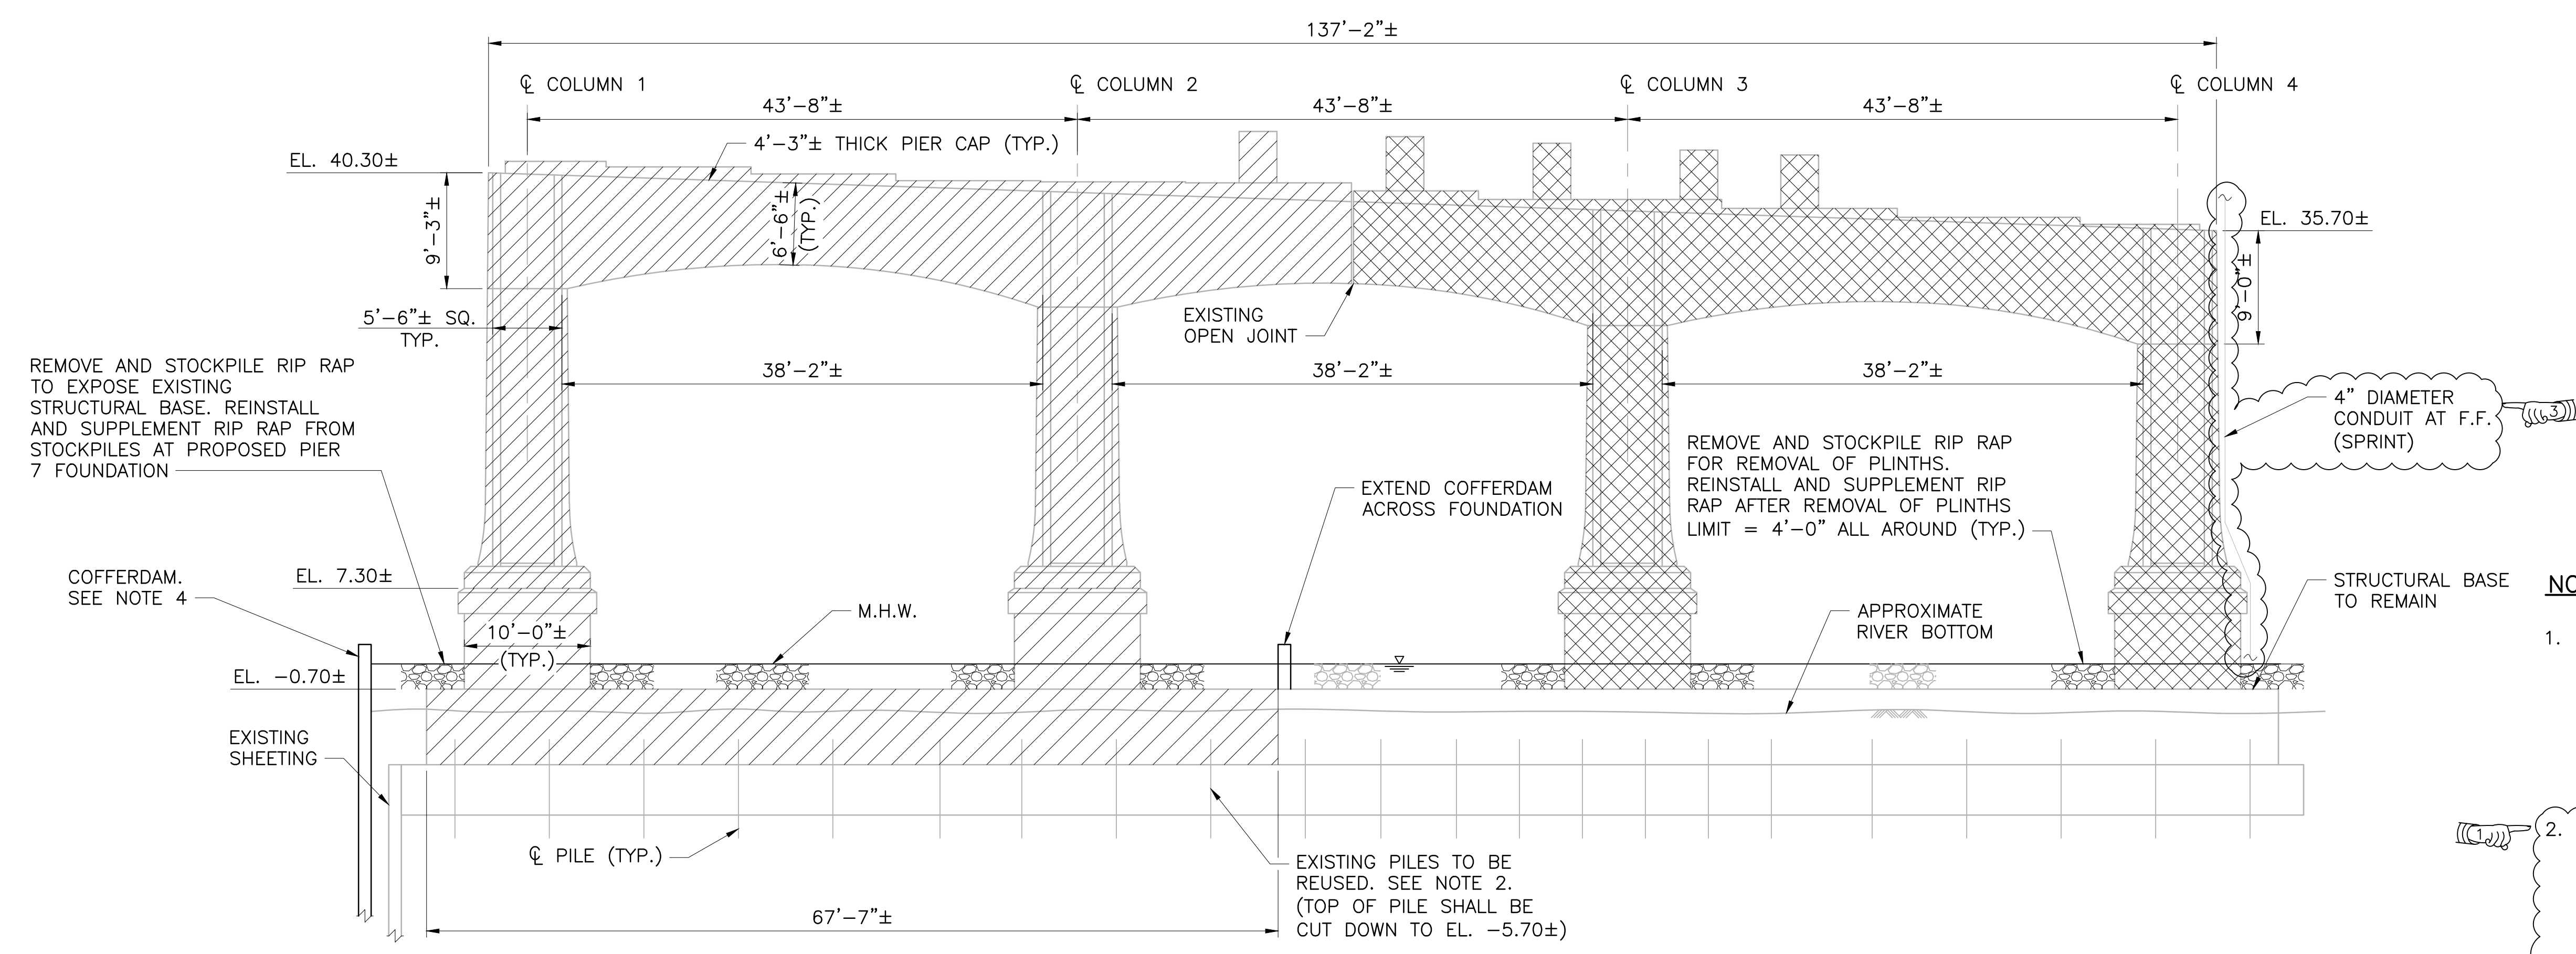 137'-2"±
℄ COLUMN 1
℄ COLUMN 2
℄ COLUMN 3
℄ COLUMN 4
43'-8"±
43'-8"±
43'-8"±
4'-3"± THICK PIER CAP (TYP.)
EL. 40.30±
9'-3"±
6'-6"±
(TYP.)
EL. 35.70±
9'-0"±
5'-6"± SQ.
TYP.
EXISTING
OPEN JOINT
38'-2"±
38'-2"±
38'-2"±
REMOVE AND STOCKPILE RIP RAP
TO EXPOSE EXISTING
STRUCTURAL BASE. REINSTALL
AND SUPPLEMENT RIP RAP FROM
STOCKPILES AT PROPOSED PIER
7 FOUNDATION
4" DIAMETER
CONDUIT AT F.F.
(SPRINT)
3
REMOVE AND STOCKPILE RIP RAP
FOR REMOVAL OF PLINTHS.
REINSTALL AND SUPPLEMENT RIP
RAP AFTER REMOVAL OF PLINTHS
LIMIT = 4'-0" ALL AROUND (TYP.)
EXTEND COFFERDAM
ACROSS FOUNDATION
COFFERDAM.
SEE NOTE 4
EL. 7.30±
M.H.W.
APPROXIMATE
RIVER BOTTOM
STRUCTURAL BASE
TO REMAIN
NO
1.
10'-0"±
(TYP.)
EL. -0.70±
EXISTING
SHEETING
℄ PILE (TYP.)
EXISTING PILES TO BE
REUSED. SEE NOTE 2.
(TOP OF PILE SHALL BE
CUT DOWN TO EL. -5.70±)
67'-7"±
1
2.